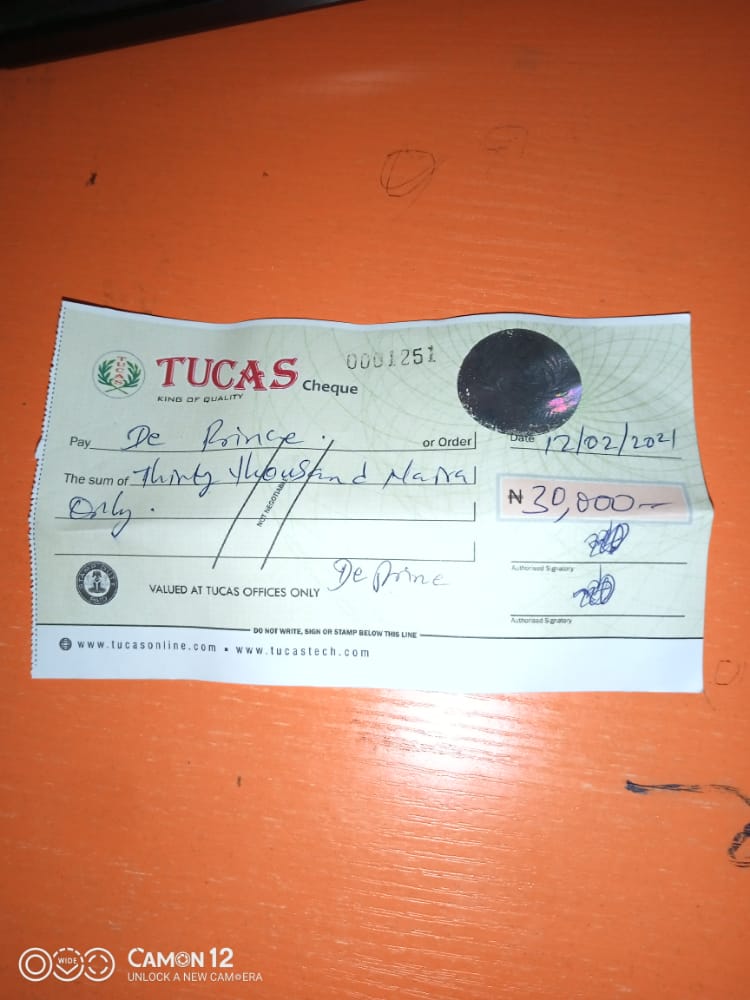 0001251
TUCAS Cheque
TUCAS
KING OF QUALITY
Pay De Prince. or Order
Date 12/02/2021
The sum of Thirty thousand Naira
Only.
₦ 30,000-
NOT NEGOTIABLE
De Prince
Authorised Signatory
VALUED AT TUCAS OFFICES ONLY
Authorised Signatory
DO NOT WRITE, SIGN OR STAMP BELOW THIS LINE
www.tucasonline.com ▪ www.tucastech.com
WIDE
CAMON 12
UNLOCK A NEW CAMERA